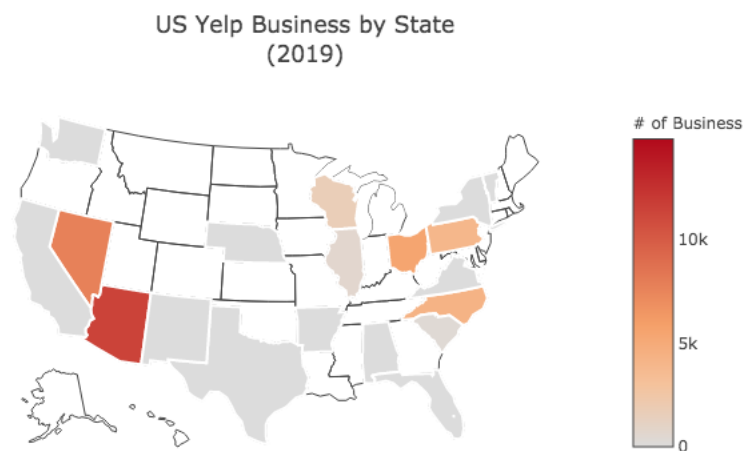 US Yelp Business by State
(2019)
# of Business
10k
5k
0